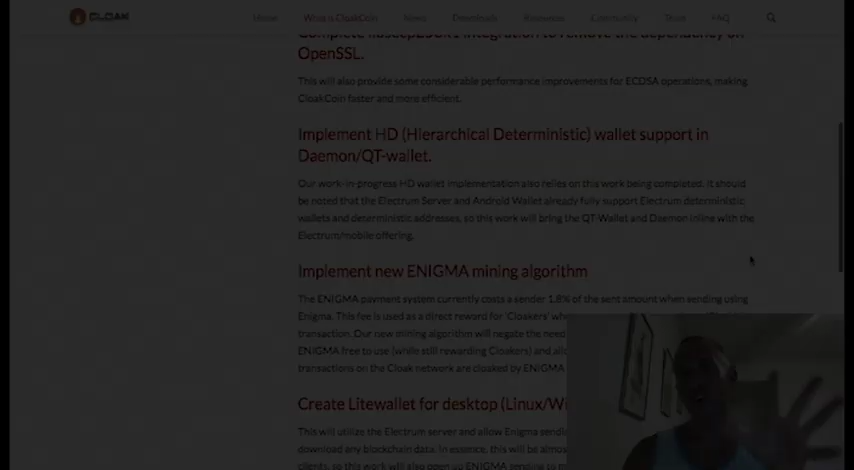 CLOAK
Home What is CloakCoin News Downloads Resources Community Team FAQ
integration to remove the dependency on
OpenSSL.
This will also provide some considerable performance improvements for ECDSA operations, making
CloakCoin faster and more efficient.
Implement HD (Hierarchical Deterministic) wallet support in
Daemon/QT-wallet.
Our work-in-progress HD wallet implementation also relies on this work being completed. It should
be noted that the Electrum Server and Android Wallet already fully support Electrum deterministic
wallets and deterministic addresses, so this work will bring the QT-Wallet and Daemon inline with the
Electrum/mobile offering.
Implement new ENIGMA mining algorithm
The ENIGMA payment system currently costs a sender 1.8% of the sent amount when sending using
Enigma. This fee is used as a direct reward for 'Cloakers' wh
transaction. Our new mining algorithm will negate the need
ENIGMA free to use (while still rewarding Cloakers) and all
transactions on the Cloak network are cloaked by ENIGMA
Create Litewallet for desktop (Linux/Wi
This will utilize the Electrum server and allow Enigma sendi
download any blockchain data. In essence, this will be almos
clients, so this work will also open up ENIGMA sending to